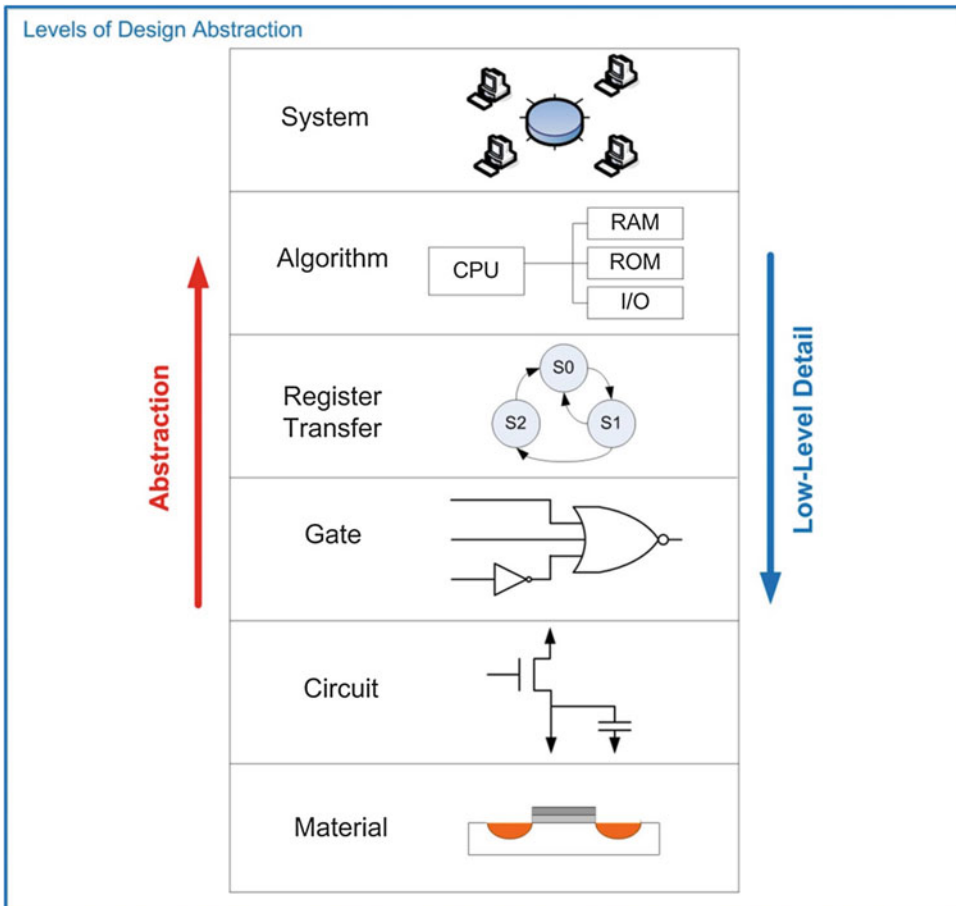 Levels of Design Abstraction
System
Algorithm
CPU
RAM
ROM
I/O
Register
Transfer
S0
S2
S1
Gate
Circuit
Material
Abstraction
Low-Level Detail